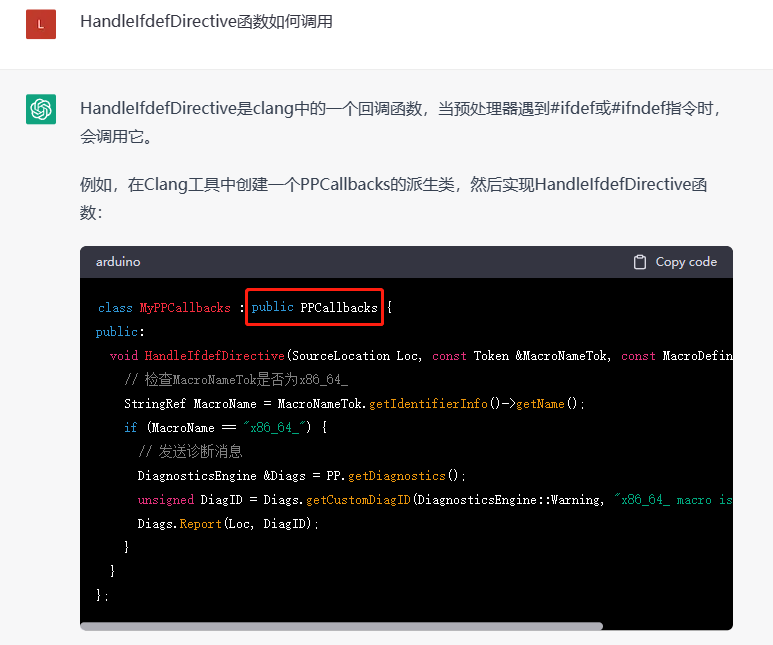 L
HandleIfdefDirective函数如何调用
HandleIfdefDirective是clang中的一个回调函数，当预处理器遇到#ifdef或#ifndef指令时，
会调用它。
例如，在Clang工具中创建一个PPCallbacks的派生类，然后实现HandleIfdefDirective函
数：
arduino
Copy code
class MyPPCallbacks : public PPCallbacks {
public:
void HandleIfdefDirective(SourceLocation Loc, const Token &MacroNameTok, const MacroDefin
// 检查MacroNameTok是否为x86_64_
StringRef MacroName = MacroNameTok.getIdentifierInfo()->getName();
if (MacroName == "x86_64_") {
// 发送诊断消息
DiagnosticsEngine &Diags = PP.getDiagnostics();
unsigned DiagID = Diags.getCustomDiagID(DiagnosticsEngine::Warning, "x86_64_ macro is
Diags.Report(Loc, DiagID);
}
}
};